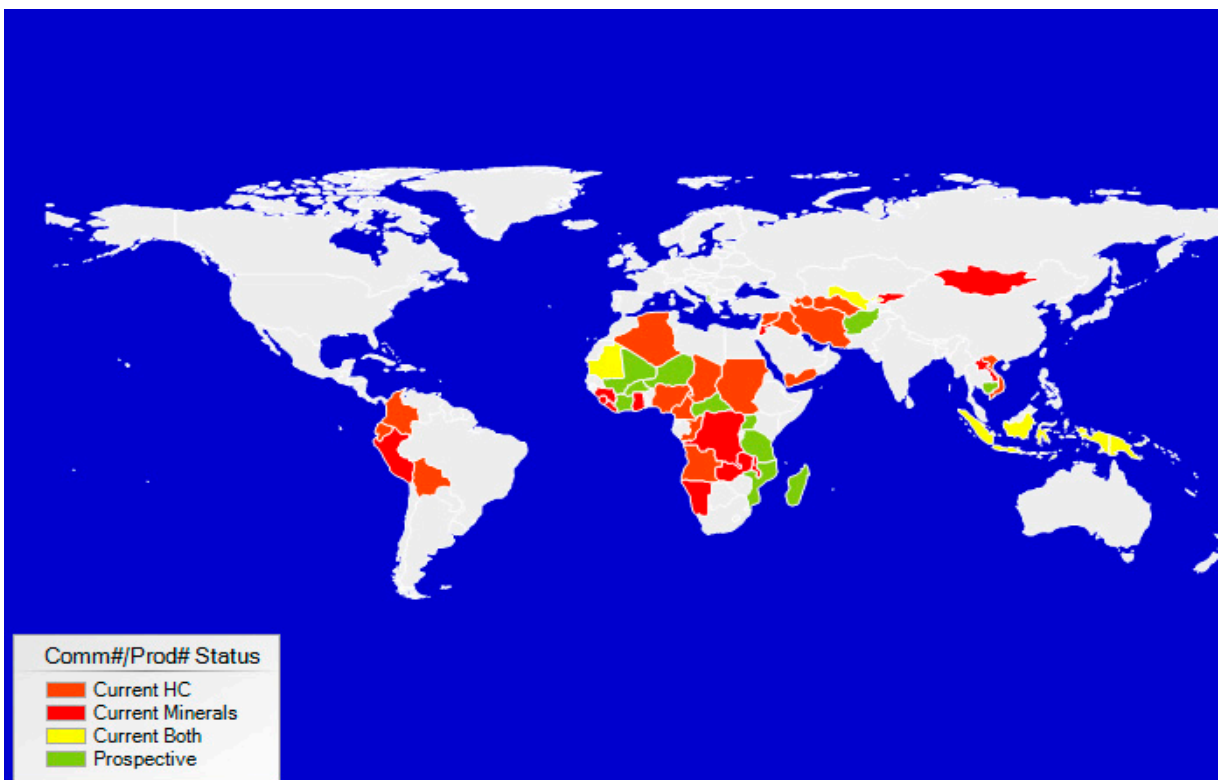 Comm#/Prod# Status
Current HC
Current Minerals
Current Both
Prospective